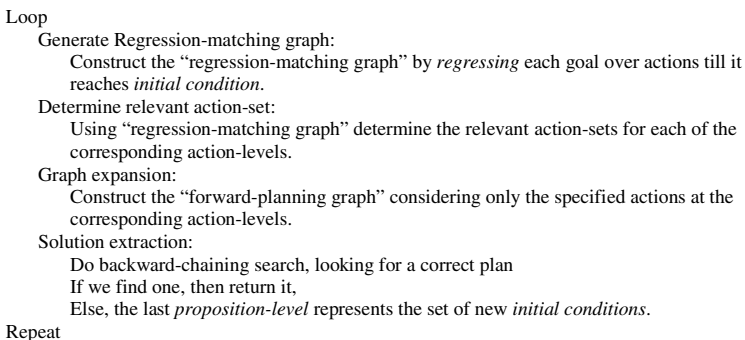 Loop
Generate Regression-matching graph:
Construct the “regression-matching graph” by regressing each goal over actions till it
reaches initial condition.
Determine relevant action-set:
Using “regression-matching graph” determine the relevant action-sets for each of the
corresponding action-levels.
Graph expansion:
Construct the “forward-planning graph” considering only the specified actions at the
corresponding action-levels.
Solution extraction:
Do backward-chaining search, looking for a correct plan
If we find one, then return it,
Else, the last proposition-level represents the set of new initial conditions.
Repeat